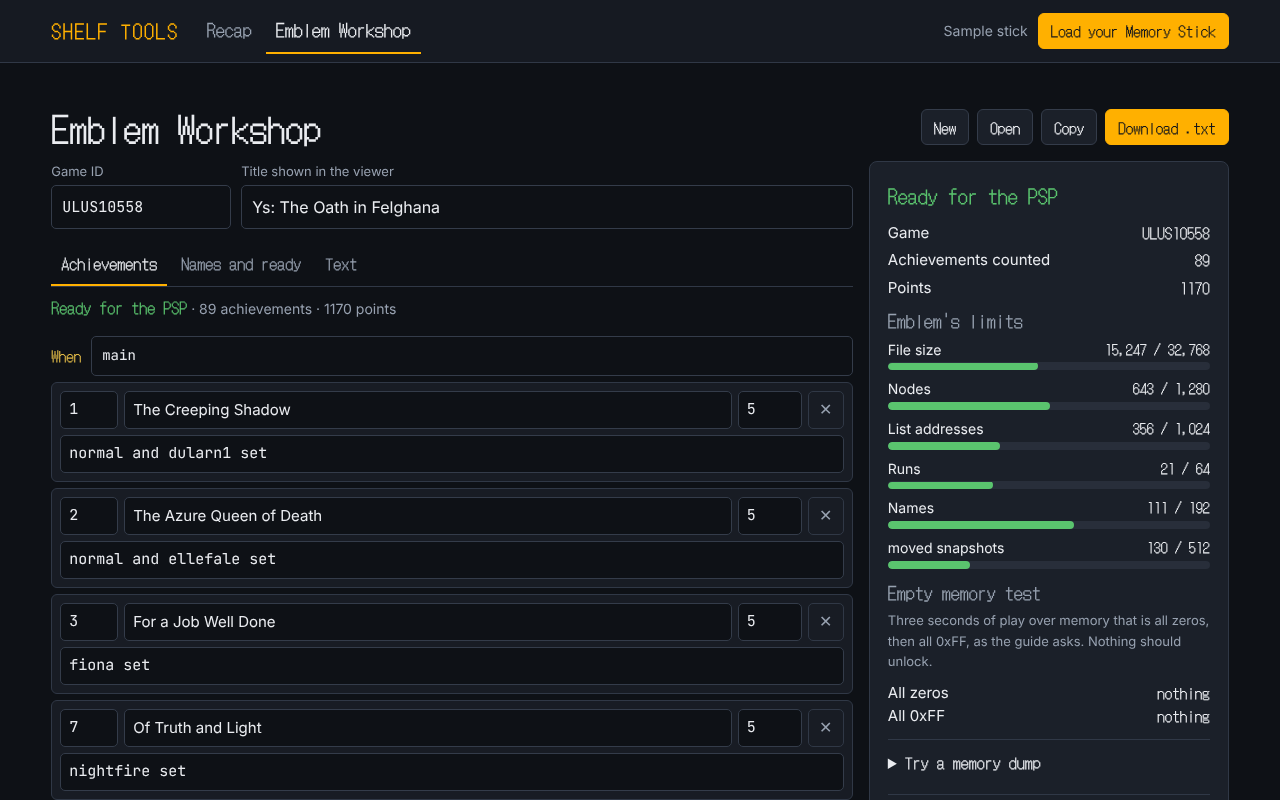 SHELF TOOLS Recap Emblem Workshop Sample stick Load your Memory Stick
Emblem Workshop New Open Copy Download .txt
Game ID Title shown in the viewer
ULUS10558 Ys: The Oath in Felghana
Achievements Names and ready Text
Ready for the PSP · 89 achievements · 1170 points
When main
1 The Creeping Shadow 5 ×
normal and dularn1 set
2 The Azure Queen of Death 5 ×
normal and ellefale set
3 For a Job Well Done 5 ×
fiona set
7 Of Truth and Light 5 ×
nightfire set
Ready for the PSP
Game ULUS10558
Achievements counted 89
Points 1170
Emblem's limits
File size 15,247 / 32,768
Nodes 643 / 1,280
List addresses 356 / 1,024
Runs 21 / 64
Names 111 / 192
moved snapshots 130 / 512
Empty memory test
Three seconds of play over memory that is all zeros,
then all 0xFF, as the guide asks. Nothing should
unlock.
All zeros nothing
All 0xFF nothing
▶ Try a memory dump